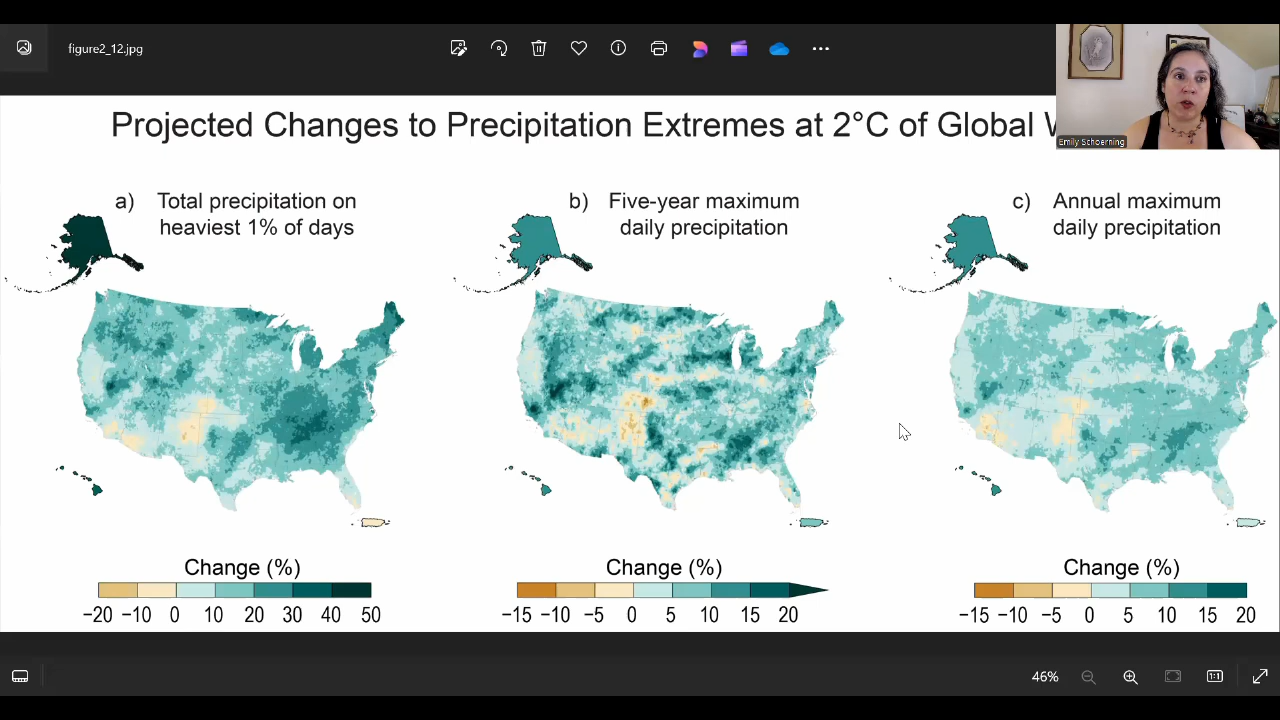 figure2_12.jpg
Projected Changes to Precipitation Extremes at 2°C of Global
Emily Schoerning
a) Total precipitation on
heaviest 1% of days
b) Five-year maximum
daily precipitation
c) Annual maximum
daily precipitation
Change (%)
−20 −10 0 10 20 30 40 50
Change (%)
−15 −10 −5 0 5 10 15 20
Change (%)
−15 −10 −5 0 5 10 15 20
46%
1:1